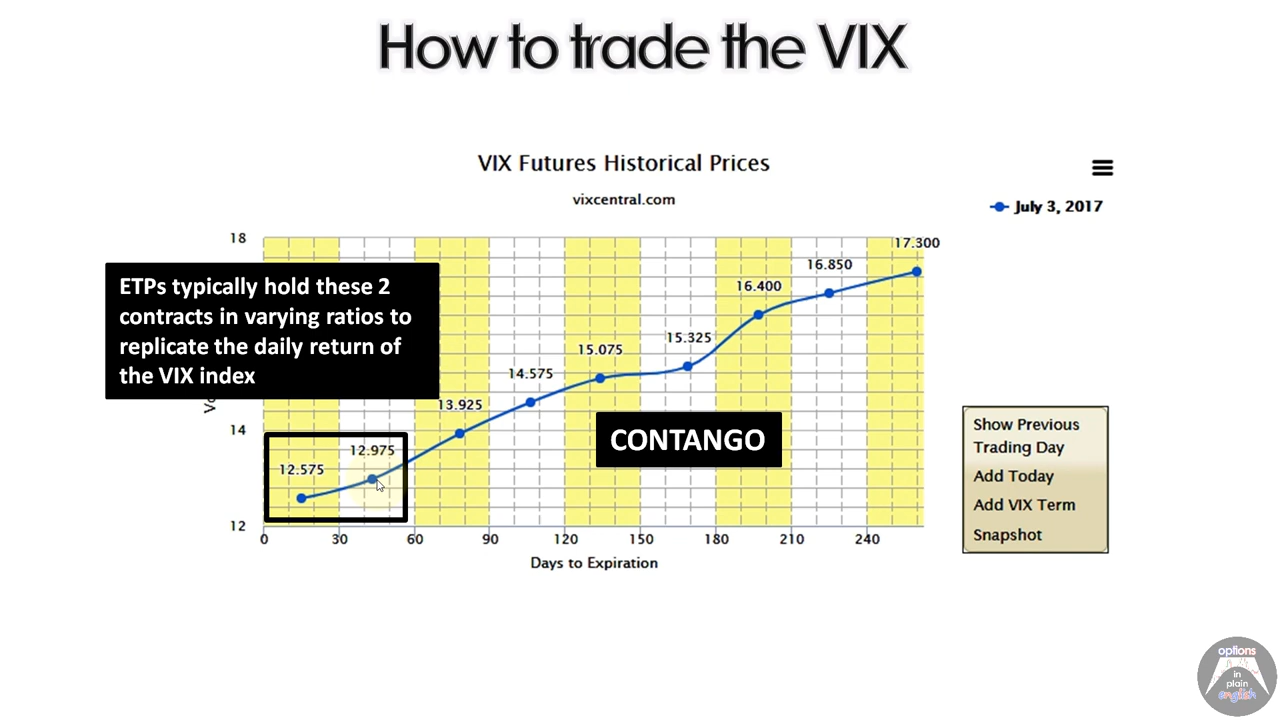 How to trade the VIX
VIX Futures Historical Prices
vixcentral.com
July 3, 2017
18
17.300
16.850
16.400
15.325
15.075
14.575
13.925
12.975
12.575
ETPs typically hold these 2
contracts in varying ratios to
replicate the daily return of
the VIX index
CONTANGO
14
12
0 30 60 90 120 150 180 210 240
Days to Expiration
Show Previous
Trading Day
Add Today
Add VIX Term
Snapshot
options
in
plain
english